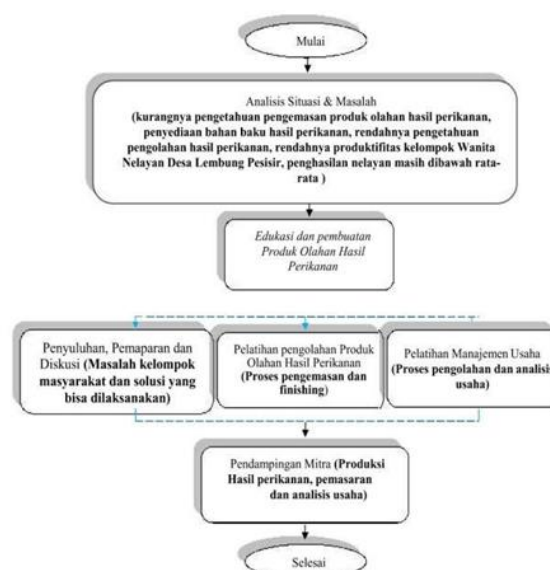 Mulai
Analisis Situasi & Masalah
(kurangnya pengetahuan pengemasan produk olahan hasil perikanan,
penyediaan bahan baku hasil perikanan, rendahnya pengetahuan
pengolahan hasil perikanan, rendahnya produktifitas kelompok Wanita
Nelayan Desa Lembung Pesisir, penghasilan nelayan masih dibawah rata-
rata )
Edukasi dan pembuatan
Produk Olahan Hasil
Perikanan
Penyuluhan, Pemaparan dan
Diskusi (Masalah kelompok
masyarakat dan solusi yang
bisa dilaksanakan)
Pelatihan pengolahan Produk
Olahan Hasil Perikanan
(Proses pengemasan dan
finishing)
Pelatihan Manajemen Usaha
(Proses pengolahan dan analisis
usaha)
Pendampingan Mitra (Produksi
Hasil perikanan, pemasaran
dan analisis usaha)
Selesai